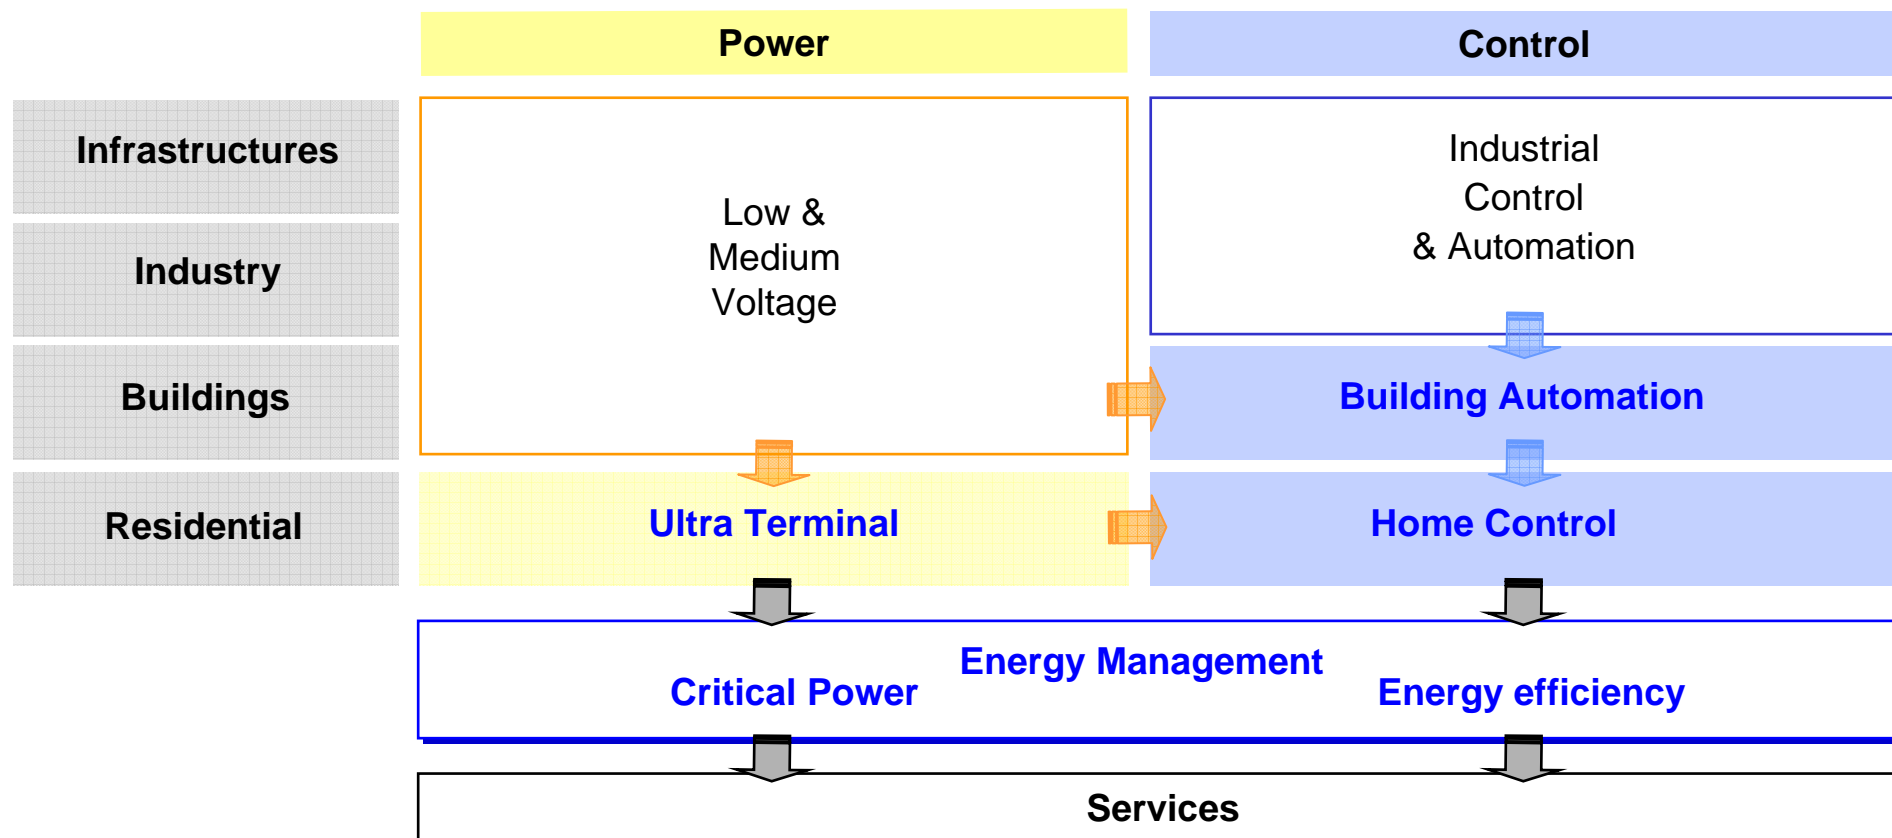 Power
Control
Infrastructures
Industry
Buildings
Residential
Low &
Medium
Voltage
Industrial
Control
& Automation
Building Automation
Ultra Terminal
Home Control
Energy Management
Critical Power
Energy efficiency
Services